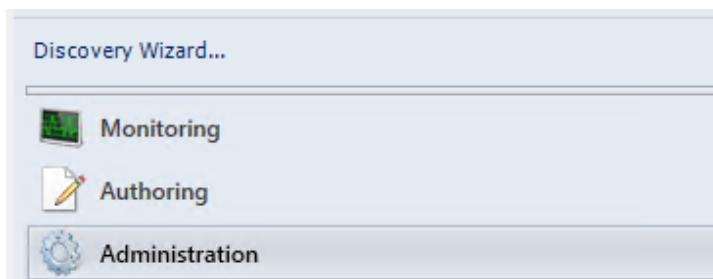 Discovery Wizard...
Monitoring
Authoring
Administration